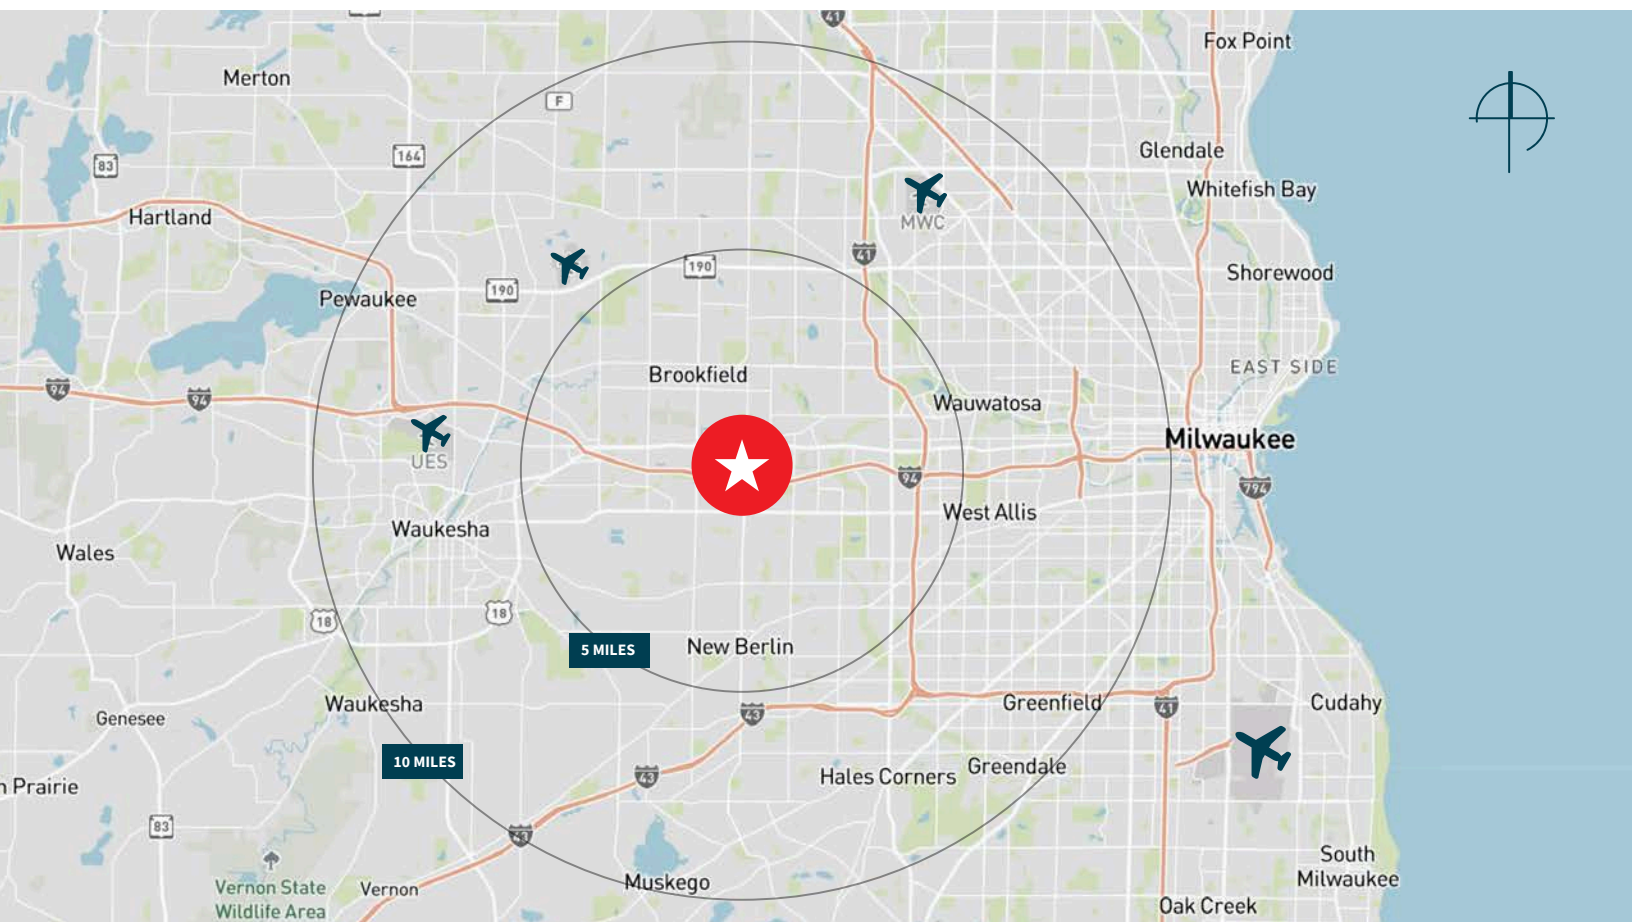 41
Fox Point
Merton
F
164
Glendale
83
Whitefish Bay
Hartland
MWC
41
190
Shorewood
190
Pewaukee
EAST SIDE
Brookfield
94
94
Wauwatosa
Milwaukee
UES
94
794
West Allis
Waukesha
Wales
18
18
5 MILES
New Berlin
Waukesha
Greenfield
Cudahy
41
43
Genesee
10 MILES
Greendale
Hales Corners
43
n Prairie
83
43
South
Milwaukee
Muskego
Vernon State
Wildlife Area
Vernon
Oak Creek